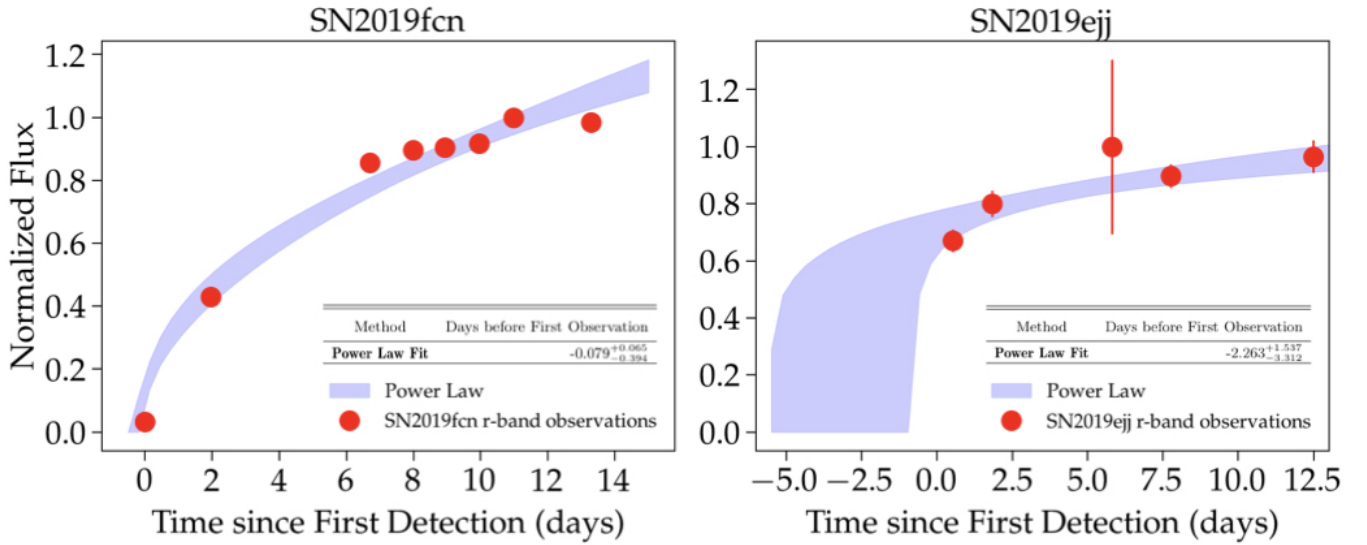 SN2019fcn
Normalized Flux
1.2
1.0
0.8
0.6
0.4
0.2
0.0
0 2 4 6 8 10 12 14
Time since First Detection (days)
Method Days before First Observation
Power Law Fit -0.079+0.065 −0.394
Power Law
SN2019fcn r-band observations
SN2019ejj
1.2
1.0
0.8
0.6
0.4
0.2
0.0
−5.0 −2.5 0.0 2.5 5.0 7.5 10.0 12.5
Time since First Detection (days)
Method Days before First Observation
Power Law Fit -2.263+1.537 −3.312
Power Law
SN2019ejj r-band observations